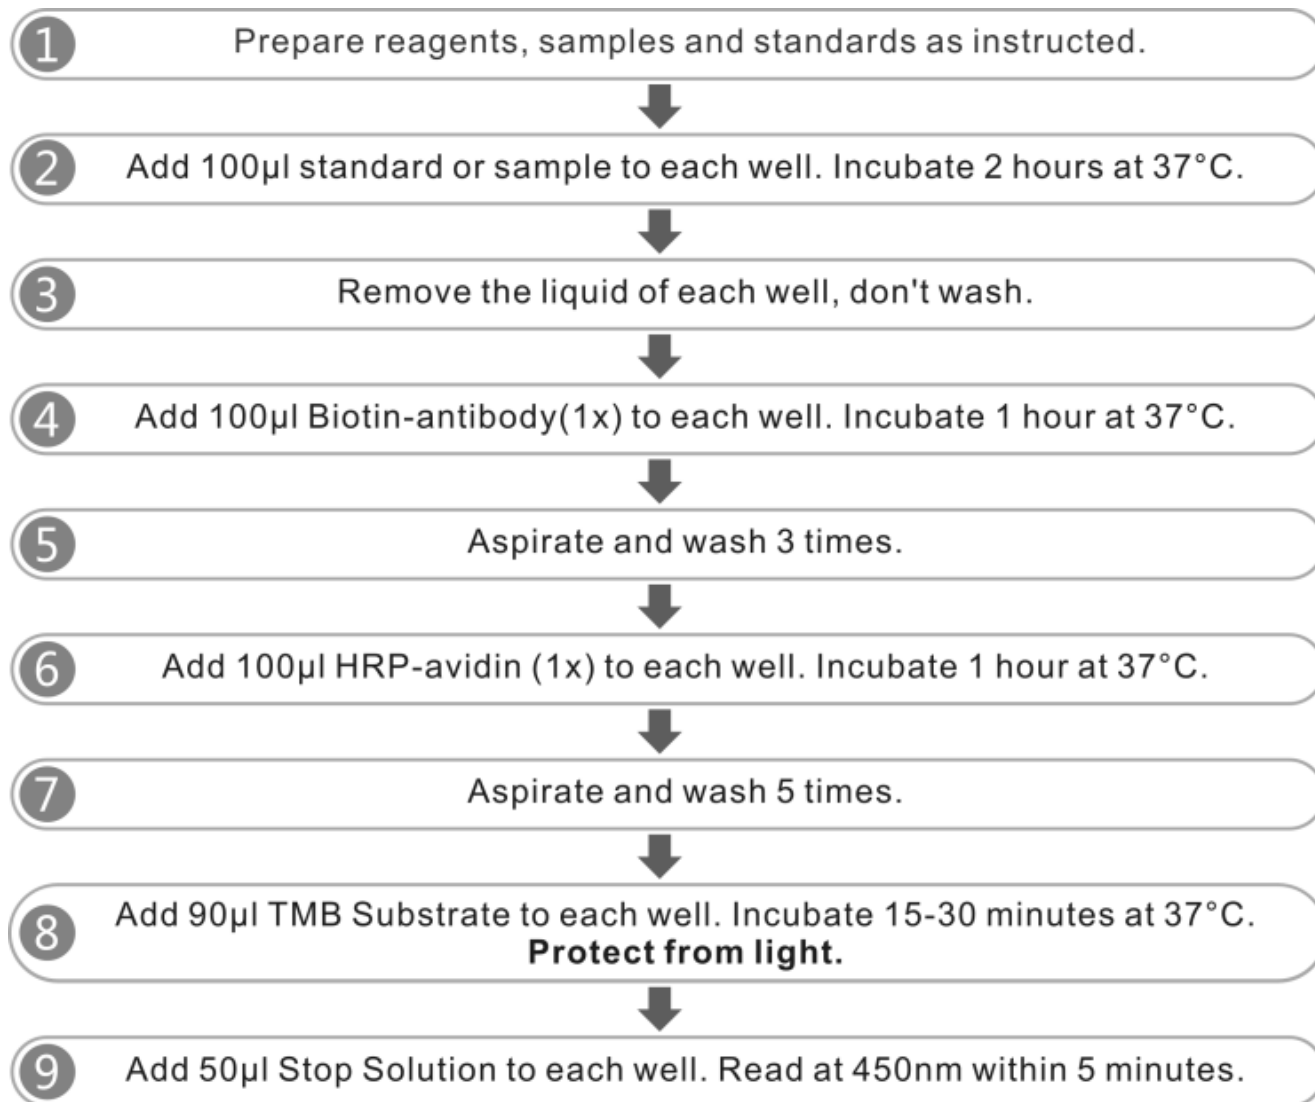 1 Prepare reagents, samples and standards as instructed.
2 Add 100µl standard or sample to each well. Incubate 2 hours at 37°C.
3 Remove the liquid of each well, don't wash.
4 Add 100µl Biotin-antibody(1x) to each well. Incubate 1 hour at 37°C.
5 Aspirate and wash 3 times.
6 Add 100µl HRP-avidin (1x) to each well. Incubate 1 hour at 37°C.
7 Aspirate and wash 5 times.
8 Add 90µl TMB Substrate to each well. Incubate 15-30 minutes at 37°C.
Protect from light.
9 Add 50µl Stop Solution to each well. Read at 450nm within 5 minutes.